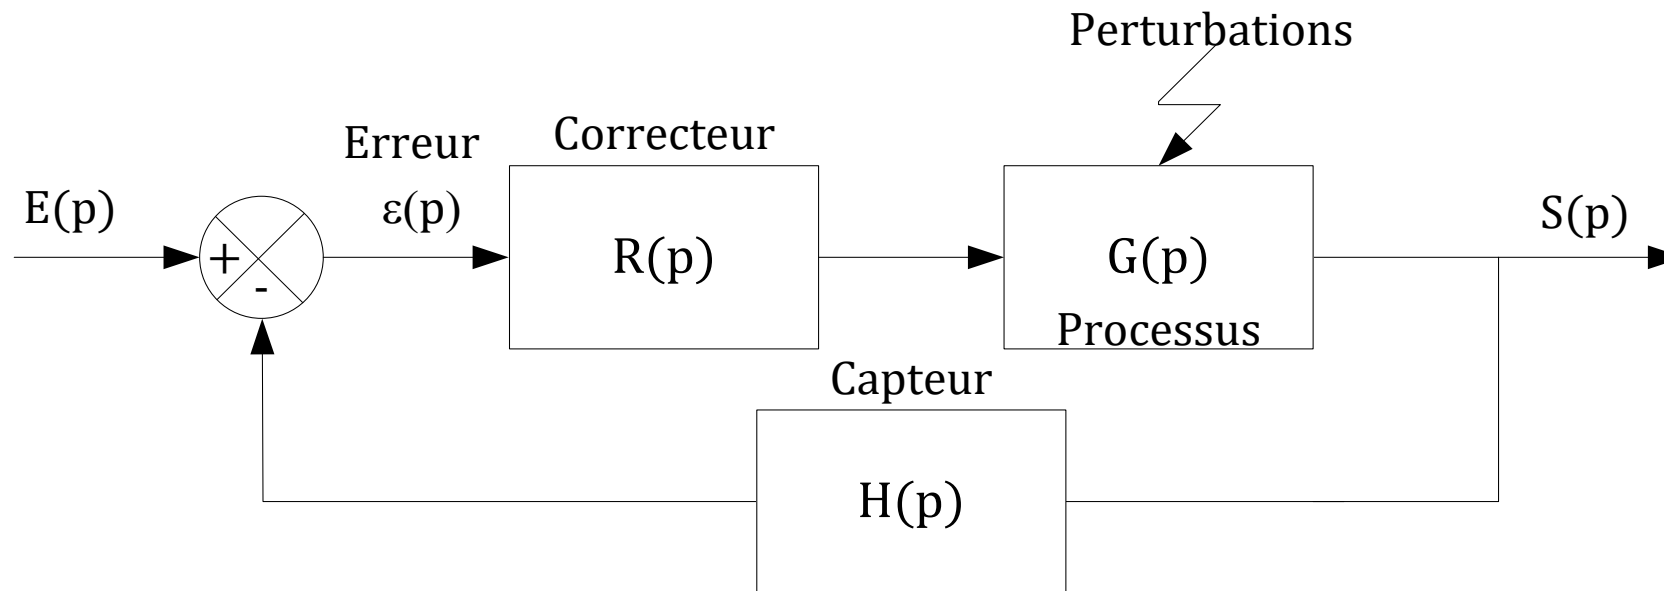 Perturbations
Erreur
Correcteur
E(p)
ε(p)
S(p)
+
-
R(p)
G(p)
Processus
Capteur
H(p)